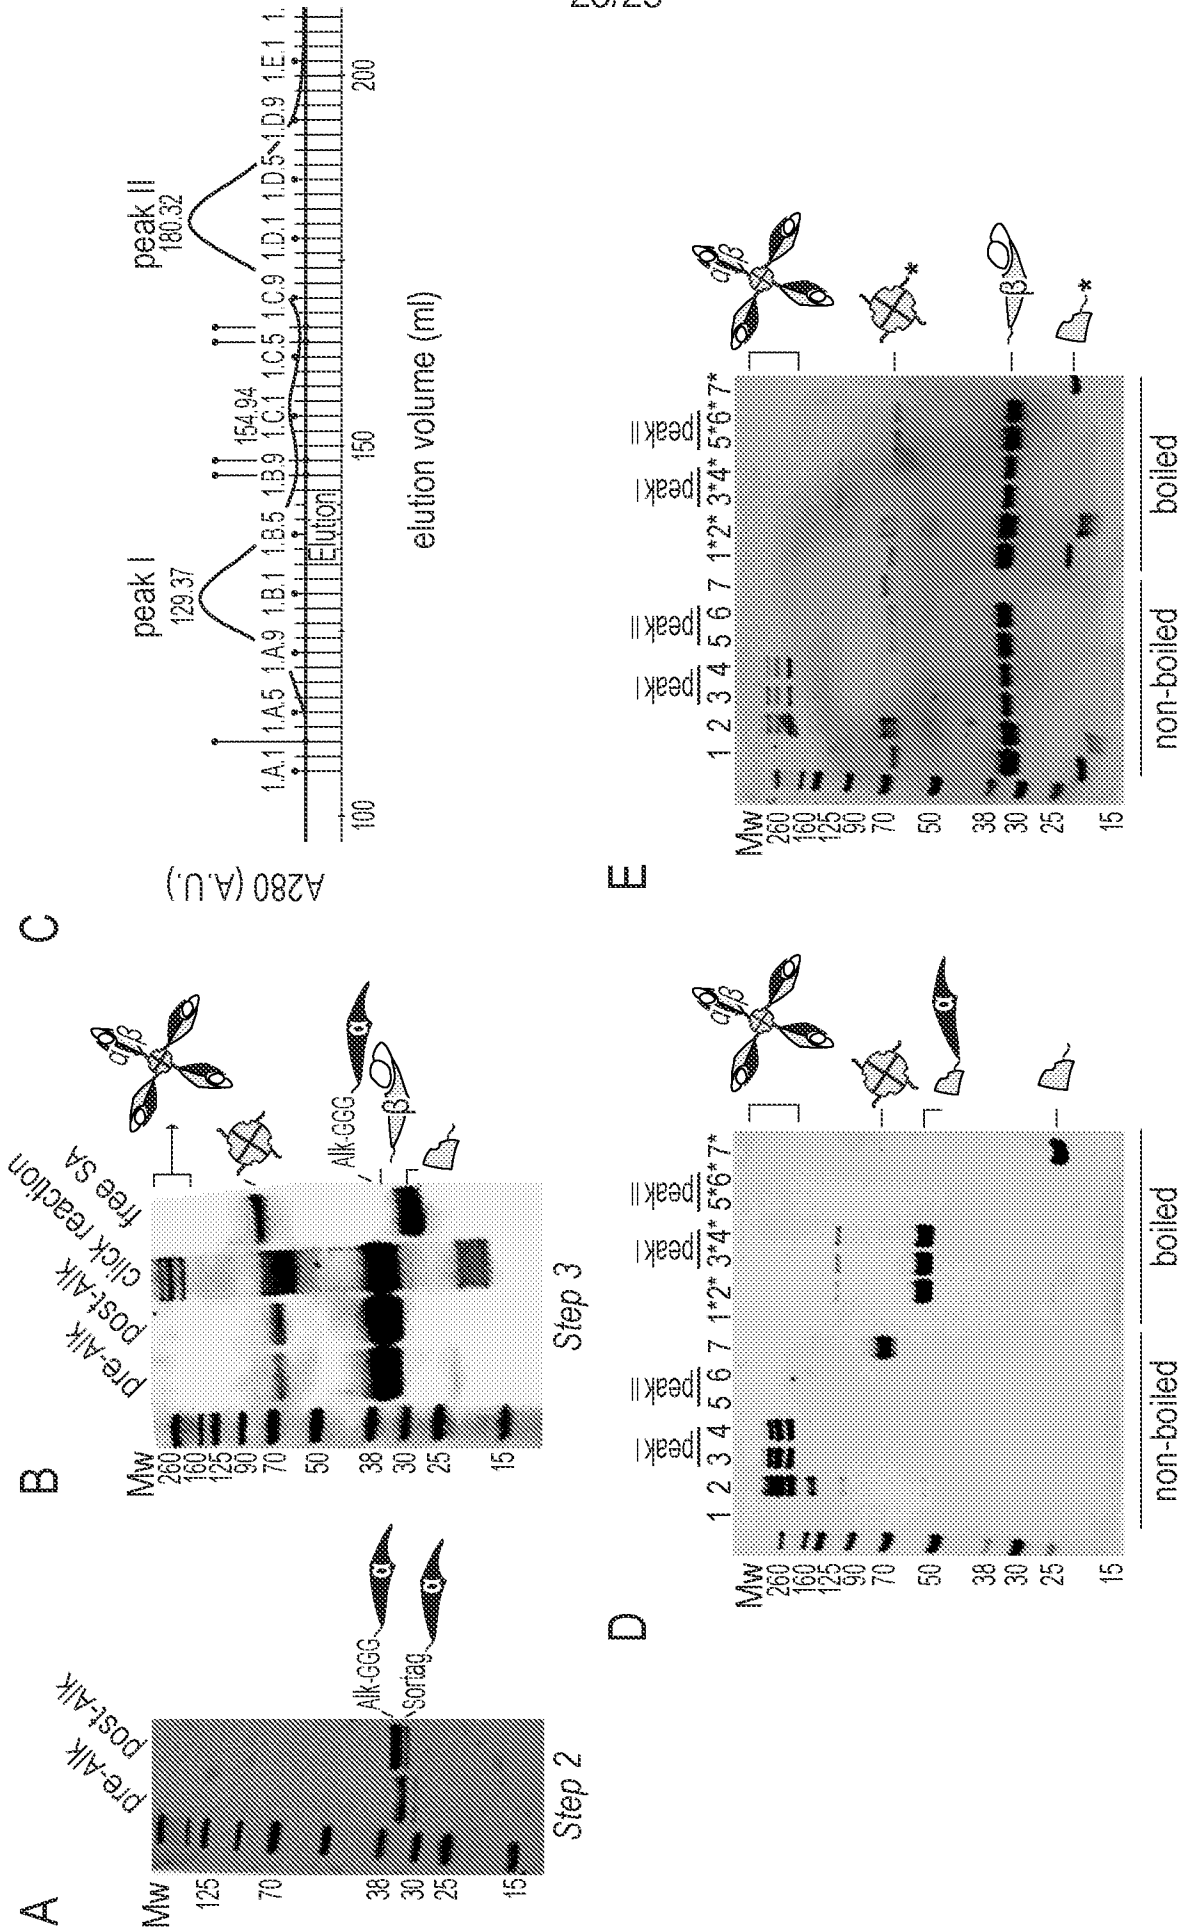 A
Mw
125
70
38
30
25
15
pre-Alk
post-Alk
Alk-GGG
α
Sortag
α
Step 2
B
Mw
260
160
125
90
70
50
38
30
25
15
pre-Alk
post-Alk
click reaction
free SA
αβ
Alk-GGG
α
β
Step 3
C
A280 (A.U.)
peak I
129.37
154.94
peak II
180.32
1.A.1 1.A.5 1.A.9 1.B.1 1.B.5 1.B.9 1.C.1 1.C.5 1.C.9 1.D.1 1.D.5 1.D.9 1.E.1 1.
Elution
100 150 200
elution volume (ml)
D
Mw
260
160
125
90
70
50
38
30
25
15
peak I peak II peak I peak II
1 2 3 4 5 6 7 1*2*3*4*5*6*7*
αβ
α
non-boiled boiled
E
Mw
260
160
125
90
70
50
38
30
25
15
peak I peak II peak I peak II
1 2 3 4 5 6 7 1*2*3*4*5*6*7*
αβ
*
β
*
non-boiled boiled